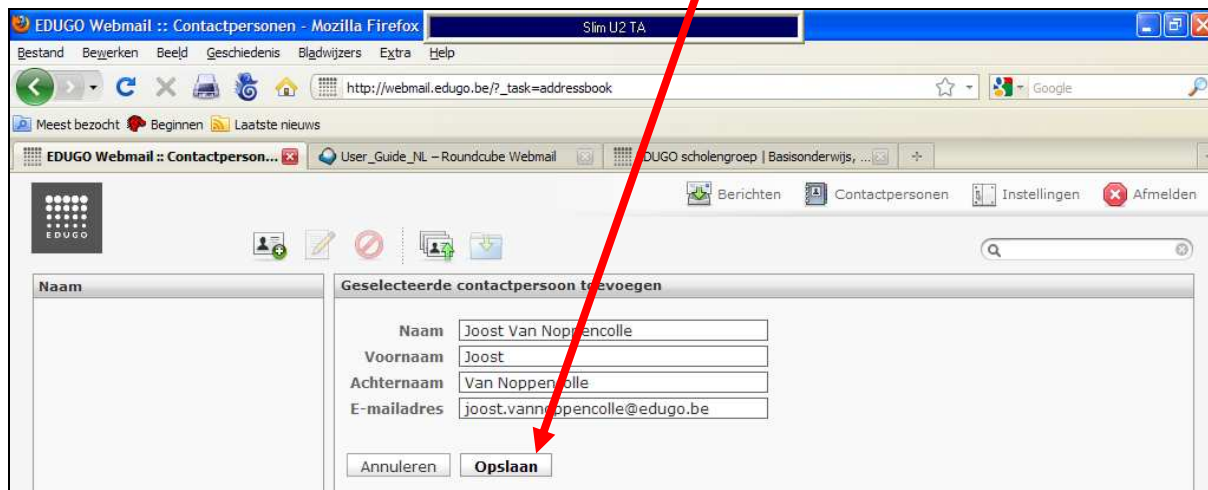 EDUGO Webmail :: Contactpersonen - Mozilla Firefox
Slim U2 TA
Bestand Bewerken Beeld Geschiedenis Bladwijzers Extra Help
http://webmail.edugo.be/?_task=addressbook
Google
Meest bezocht Beginnen Laatste nieuws
EDUGO Webmail :: Contactperson... User_Guide_NL – Roundcube Webmail EDUGO scholengroep | Basisonderwijs, ...
EDUGO
Berichten Contactpersonen Instellingen Afmelden
Naam
Geselecteerde contactpersoon toevoegen
Naam Joost Van Noppencolle
Voornaam Joost
Achternaam Van Noppencolle
E-mailadres joost.vannoppencolle@edugo.be
Annuleren Opslaan